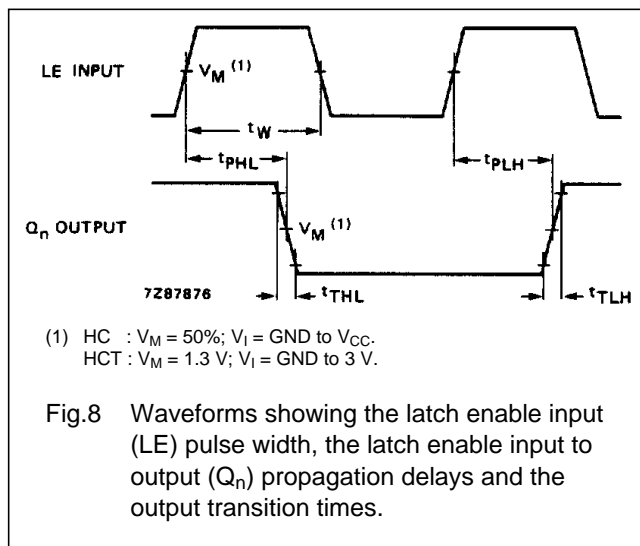 LE INPUT
VM (1)
tW
tPHL
tPLH
Qn OUTPUT
VM (1)
7Z87876
tTHL
tTLH
(1) HC : VM = 50%; VI = GND to VCC.
HCT : VM = 1.3 V; VI = GND to 3 V.
Fig.8 Waveforms showing the latch enable input
(LE) pulse width, the latch enable input to
output (Qn) propagation delays and the
output transition times.